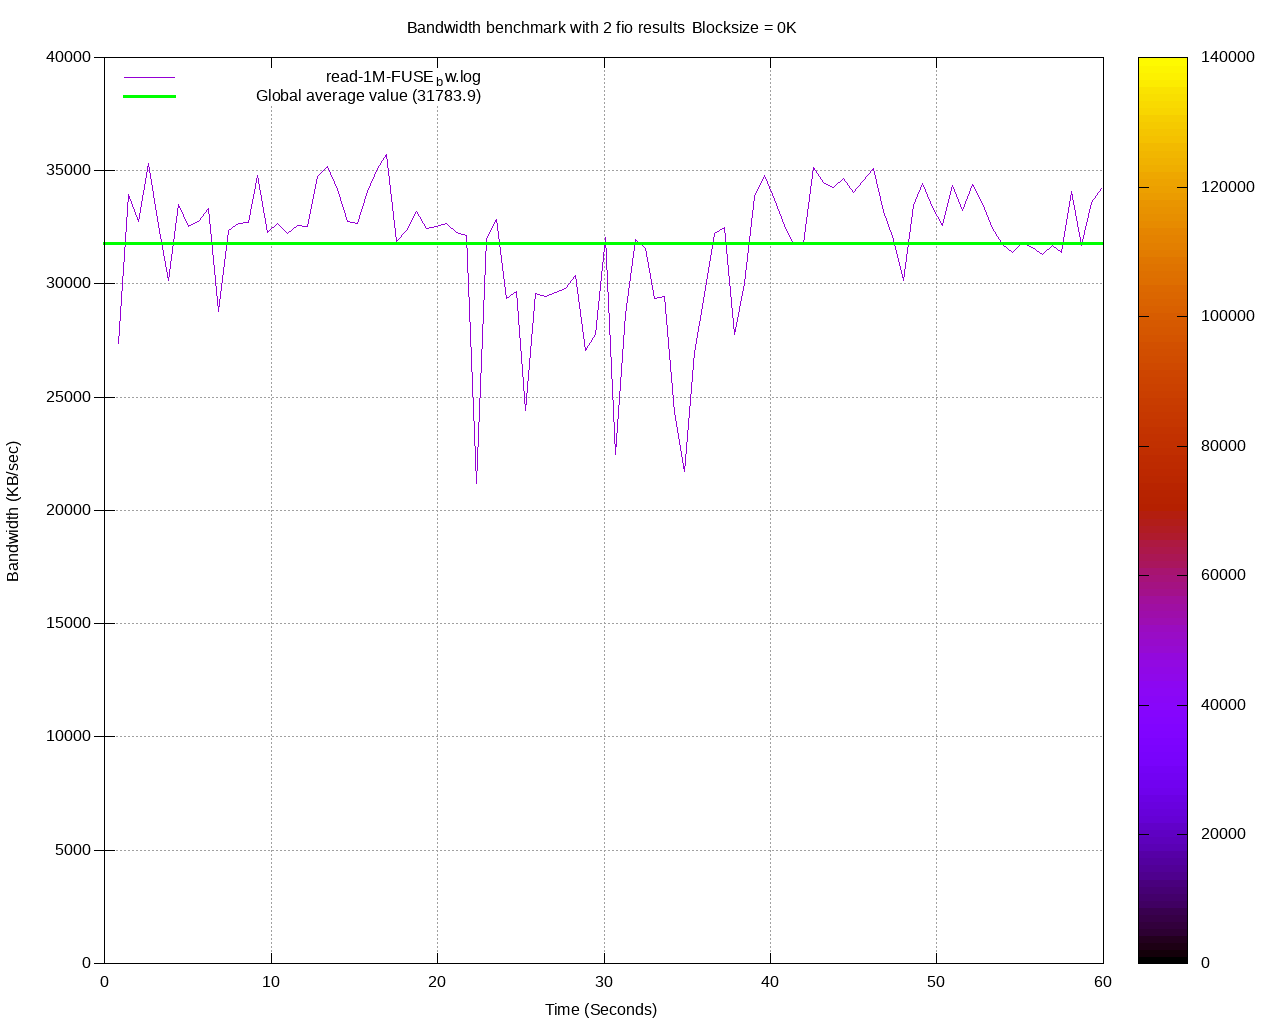 Bandwidth benchmark with 2 fio results Blocksize = 0K
read-1M-FUSE_bw.log
Global average value (31783.9)
40000
35000
30000
25000
20000
15000
10000
5000
0
Bandwidth (KB/sec)
0 10 20 30 40 50 60
Time (Seconds)
140000
120000
100000
80000
60000
40000
20000
0